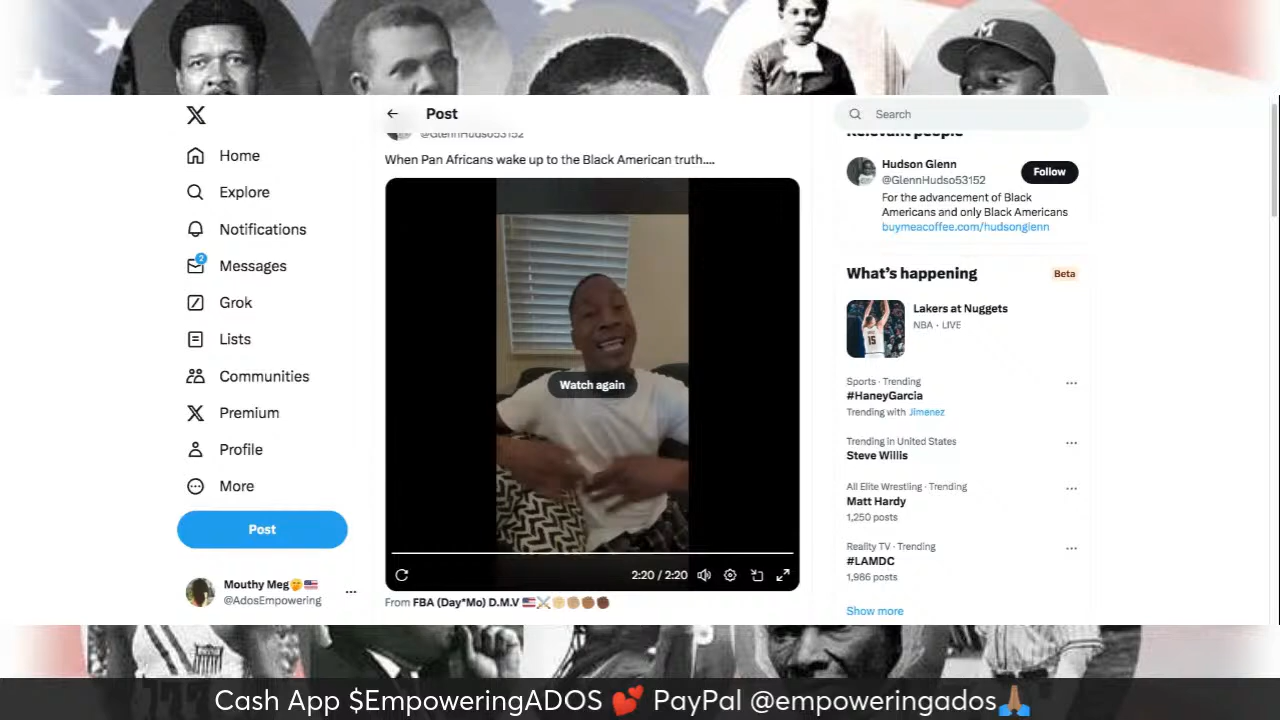 Home
Explore
Notifications
2
Messages
Grok
Lists
Communities
Premium
Profile
More
Post
Mouthy Meg🤔🇺🇸
@AdosEmpowering
Post
@GlennHudso53152
When Pan Africans wake up to the Black American truth....
Watch again
2:20 / 2:20
From FBA (Day*Mo) D.M.V 🇺🇸⚔️✊🏻✊🏽✊🏾✊🏿
Search
Relevant people
Hudson Glenn
@GlennHudso53152
Follow
For the advancement of Black
Americans and only Black Americans
buymeacoffee.com/hudsonglenn
What's happening
Beta
Lakers at Nuggets
NBA · LIVE
15
Sports · Trending
#HaneyGarcia
Trending with Jimenez
Trending in United States
Steve Willis
All Elite Wrestling · Trending
Matt Hardy
1,250 posts
Reality TV · Trending
#LAMDC
1,986 posts
Show more
M
Cash App $EmpoweringADOS 💕 PayPal @empoweringados🙏🏽